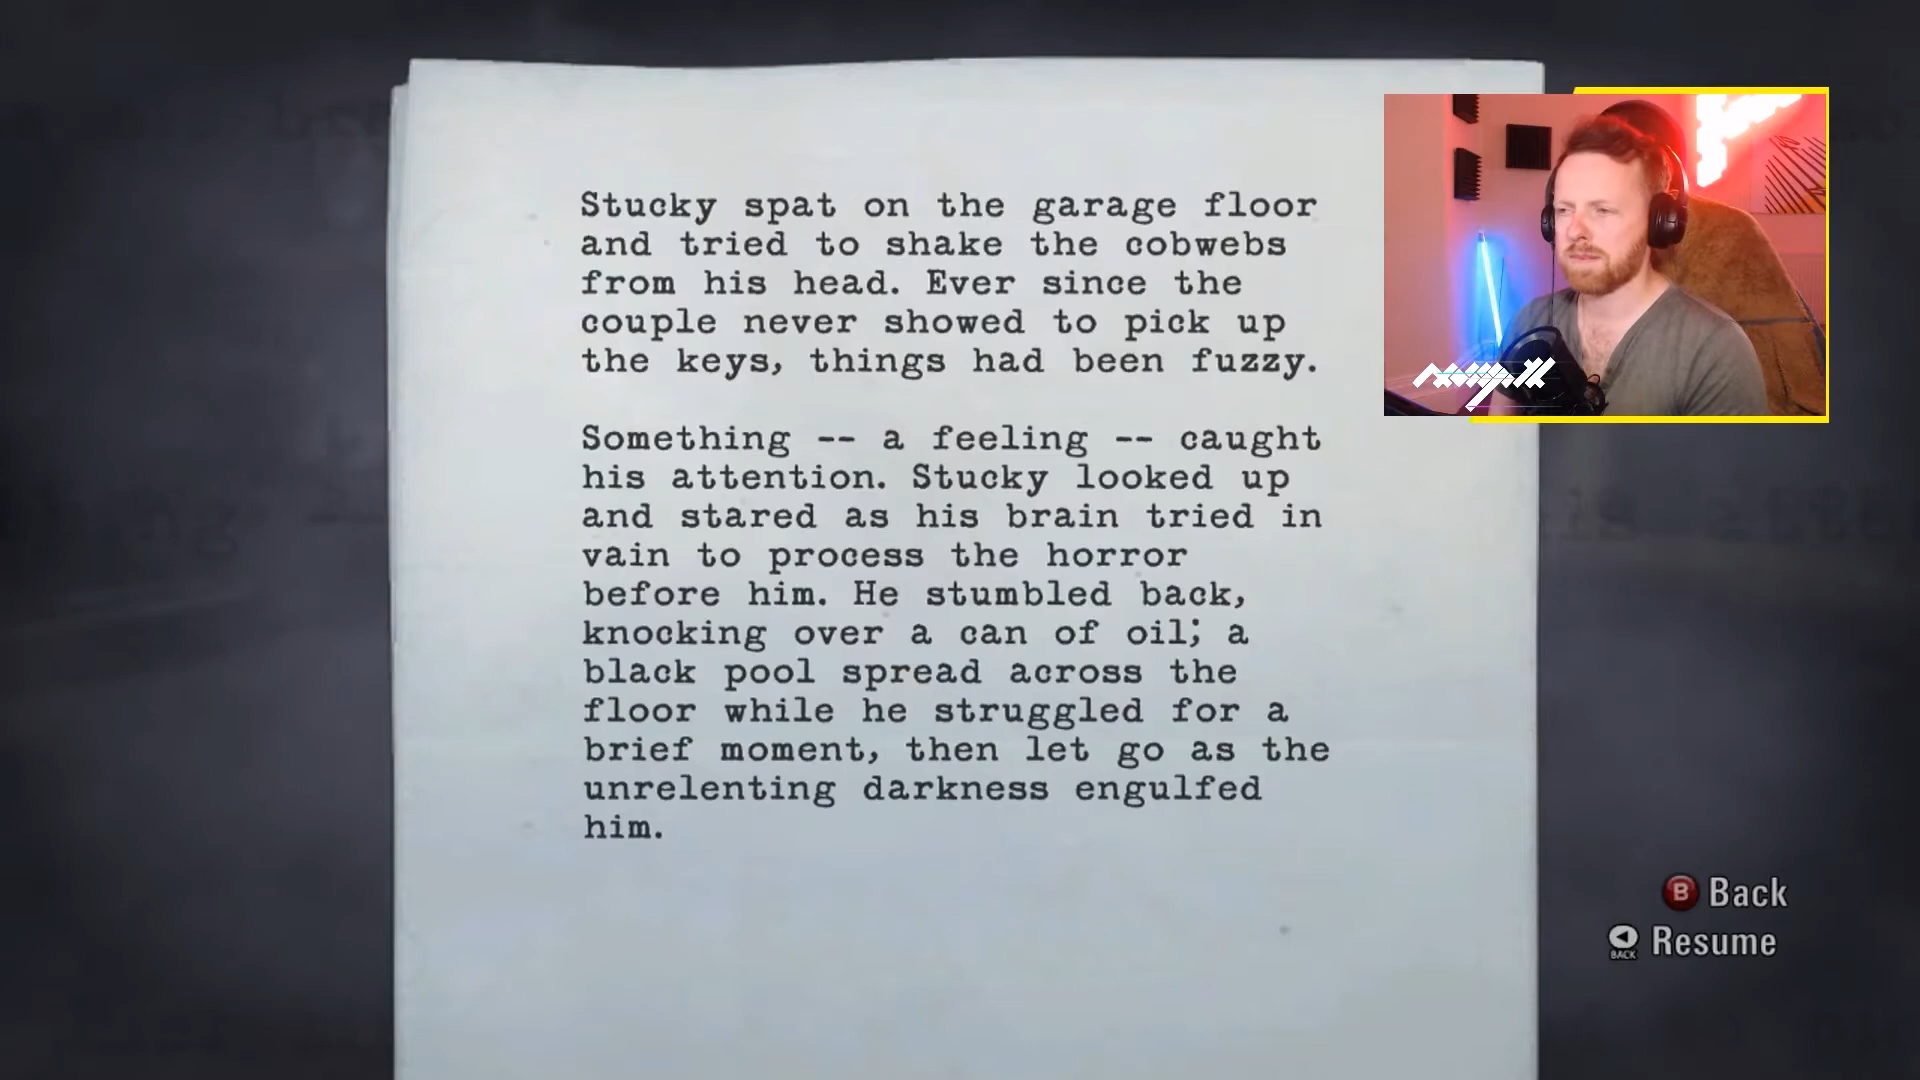 Stucky spat on the garage floor
and tried to shake the cobwebs
from his head. Ever since the
couple never showed to pick up
the keys, things had been fuzzy.
Something -- a feeling -- caught
his attention. Stucky looked up
and stared as his brain tried in
vain to process the horror
before him. He stumbled back,
knocking over a can of oil; a
black pool spread across the
floor while he struggled for a
brief moment, then let go as the
unrelenting darkness engulfed
him.
B Back
BACK Resume